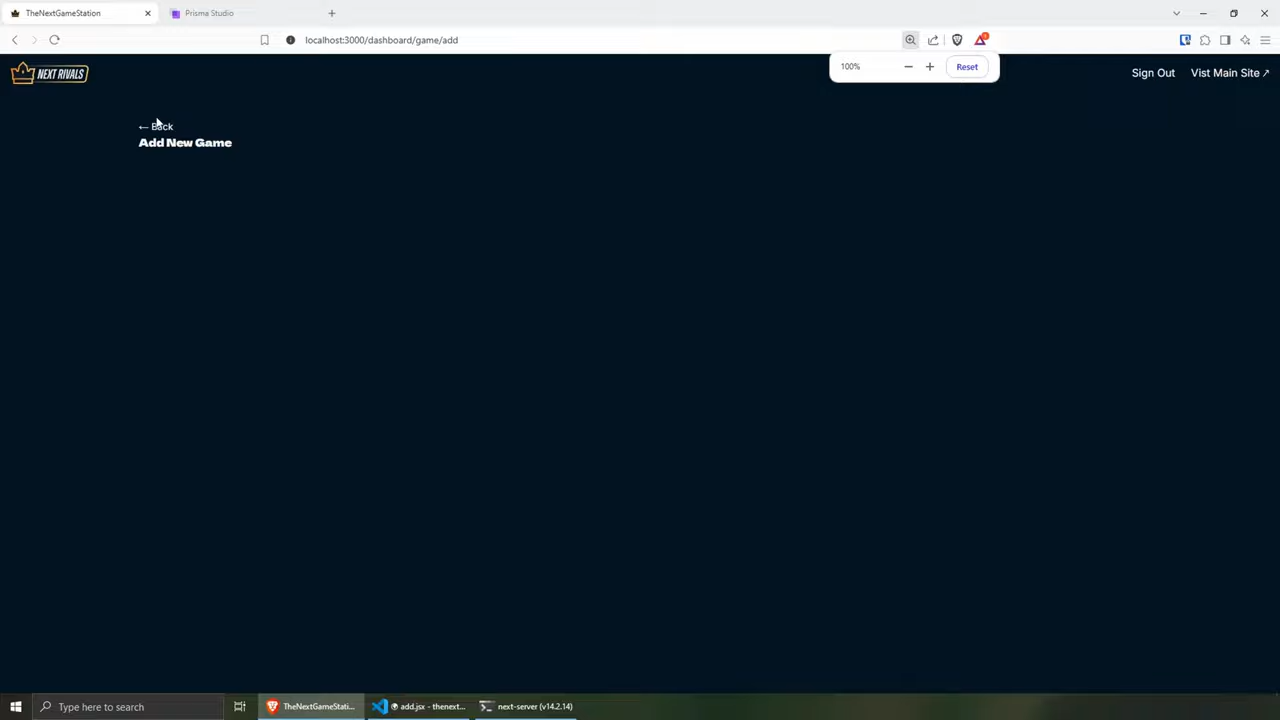 TheNextGameStation
Prisma Studio
localhost:3000/dashboard/game/add
100%
Reset
NEXT RIVALS
Sign Out
Vist Main Site ↗
← Back
Add New Game
Type here to search
TheNextGameStati...
add.jsx - thenext...
next-server (v14.2.14)